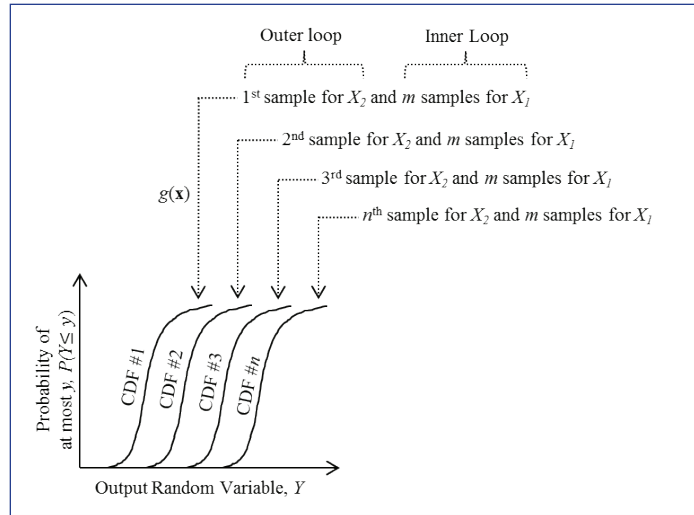 Outer loop Inner Loop
1st sample for X2 and m samples for X1
2nd sample for X2 and m samples for X1
3rd sample for X2 and m samples for X1
g(x)
nth sample for X2 and m samples for X1
Probability of
at most y, P(Y≤ y)
CDF #1
CDF #2
CDF #3
CDF #n
Output Random Variable, Y